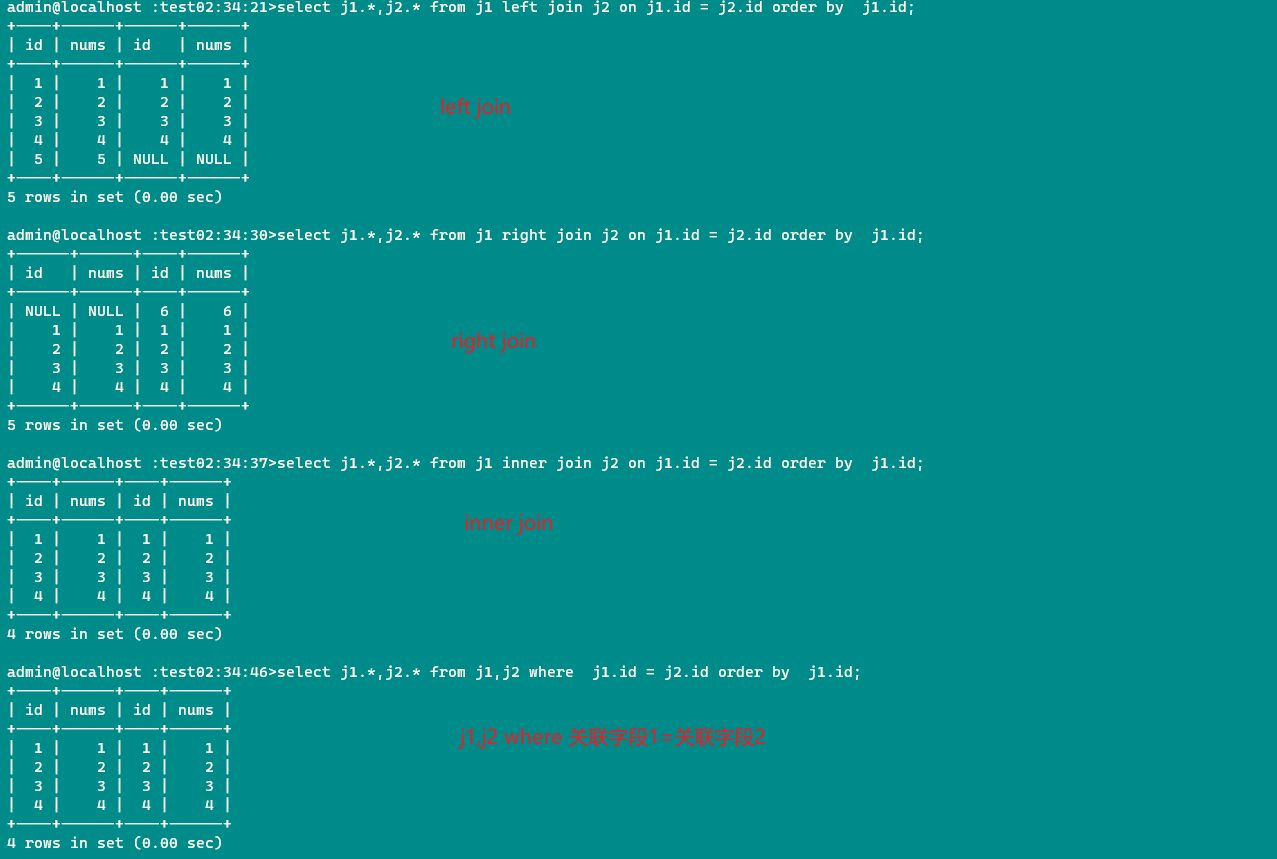 admin@localhost :test02:34:21>select j1.*,j2.* from j1 left join j2 on j1.id = j2.id order by  j1.id;
+----+------+------+------+
| id | nums | id   | nums |
+----+------+------+------+
|  1 |    1 |    1 |    1 |
|  2 |    2 |    2 |    2 |
|  3 |    3 |    3 |    3 |
left join
|  4 |    4 |    4 |    4 |
|  5 |    5 | NULL | NULL |
+----+------+------+------+
5 rows in set (0.00 sec)
admin@localhost :test02:34:30>select j1.*,j2.* from j1 right join j2 on j1.id = j2.id order by  j1.id;
+------+------+----+------+
| id   | nums | id | nums |
+------+------+----+------+
| NULL | NULL |  6 |    6 |
|    1 |    1 |  1 |    1 |
right join
|    2 |    2 |  2 |    2 |
|    3 |    3 |  3 |    3 |
|    4 |    4 |  4 |    4 |
+------+------+----+------+
5 rows in set (0.00 sec)
admin@localhost :test02:34:37>select j1.*,j2.* from j1 inner join j2 on j1.id = j2.id order by  j1.id;
+----+------+----+------+
| id | nums | id | nums |
+----+------+----+------+
inner join
|  1 |    1 |  1 |    1 |
|  2 |    2 |  2 |    2 |
|  3 |    3 |  3 |    3 |
|  4 |    4 |  4 |    4 |
+----+------+----+------+
4 rows in set (0.00 sec)
admin@localhost :test02:34:46>select j1.*,j2.* from j1,j2 where  j1.id = j2.id order by  j1.id;
+----+------+----+------+
| id | nums | id | nums |
+----+------+----+------+
j1,j2 where 关联字段1=关联字段2
|  1 |    1 |  1 |    1 |
|  2 |    2 |  2 |    2 |
|  3 |    3 |  3 |    3 |
|  4 |    4 |  4 |    4 |
+----+------+----+------+
4 rows in set (0.00 sec)